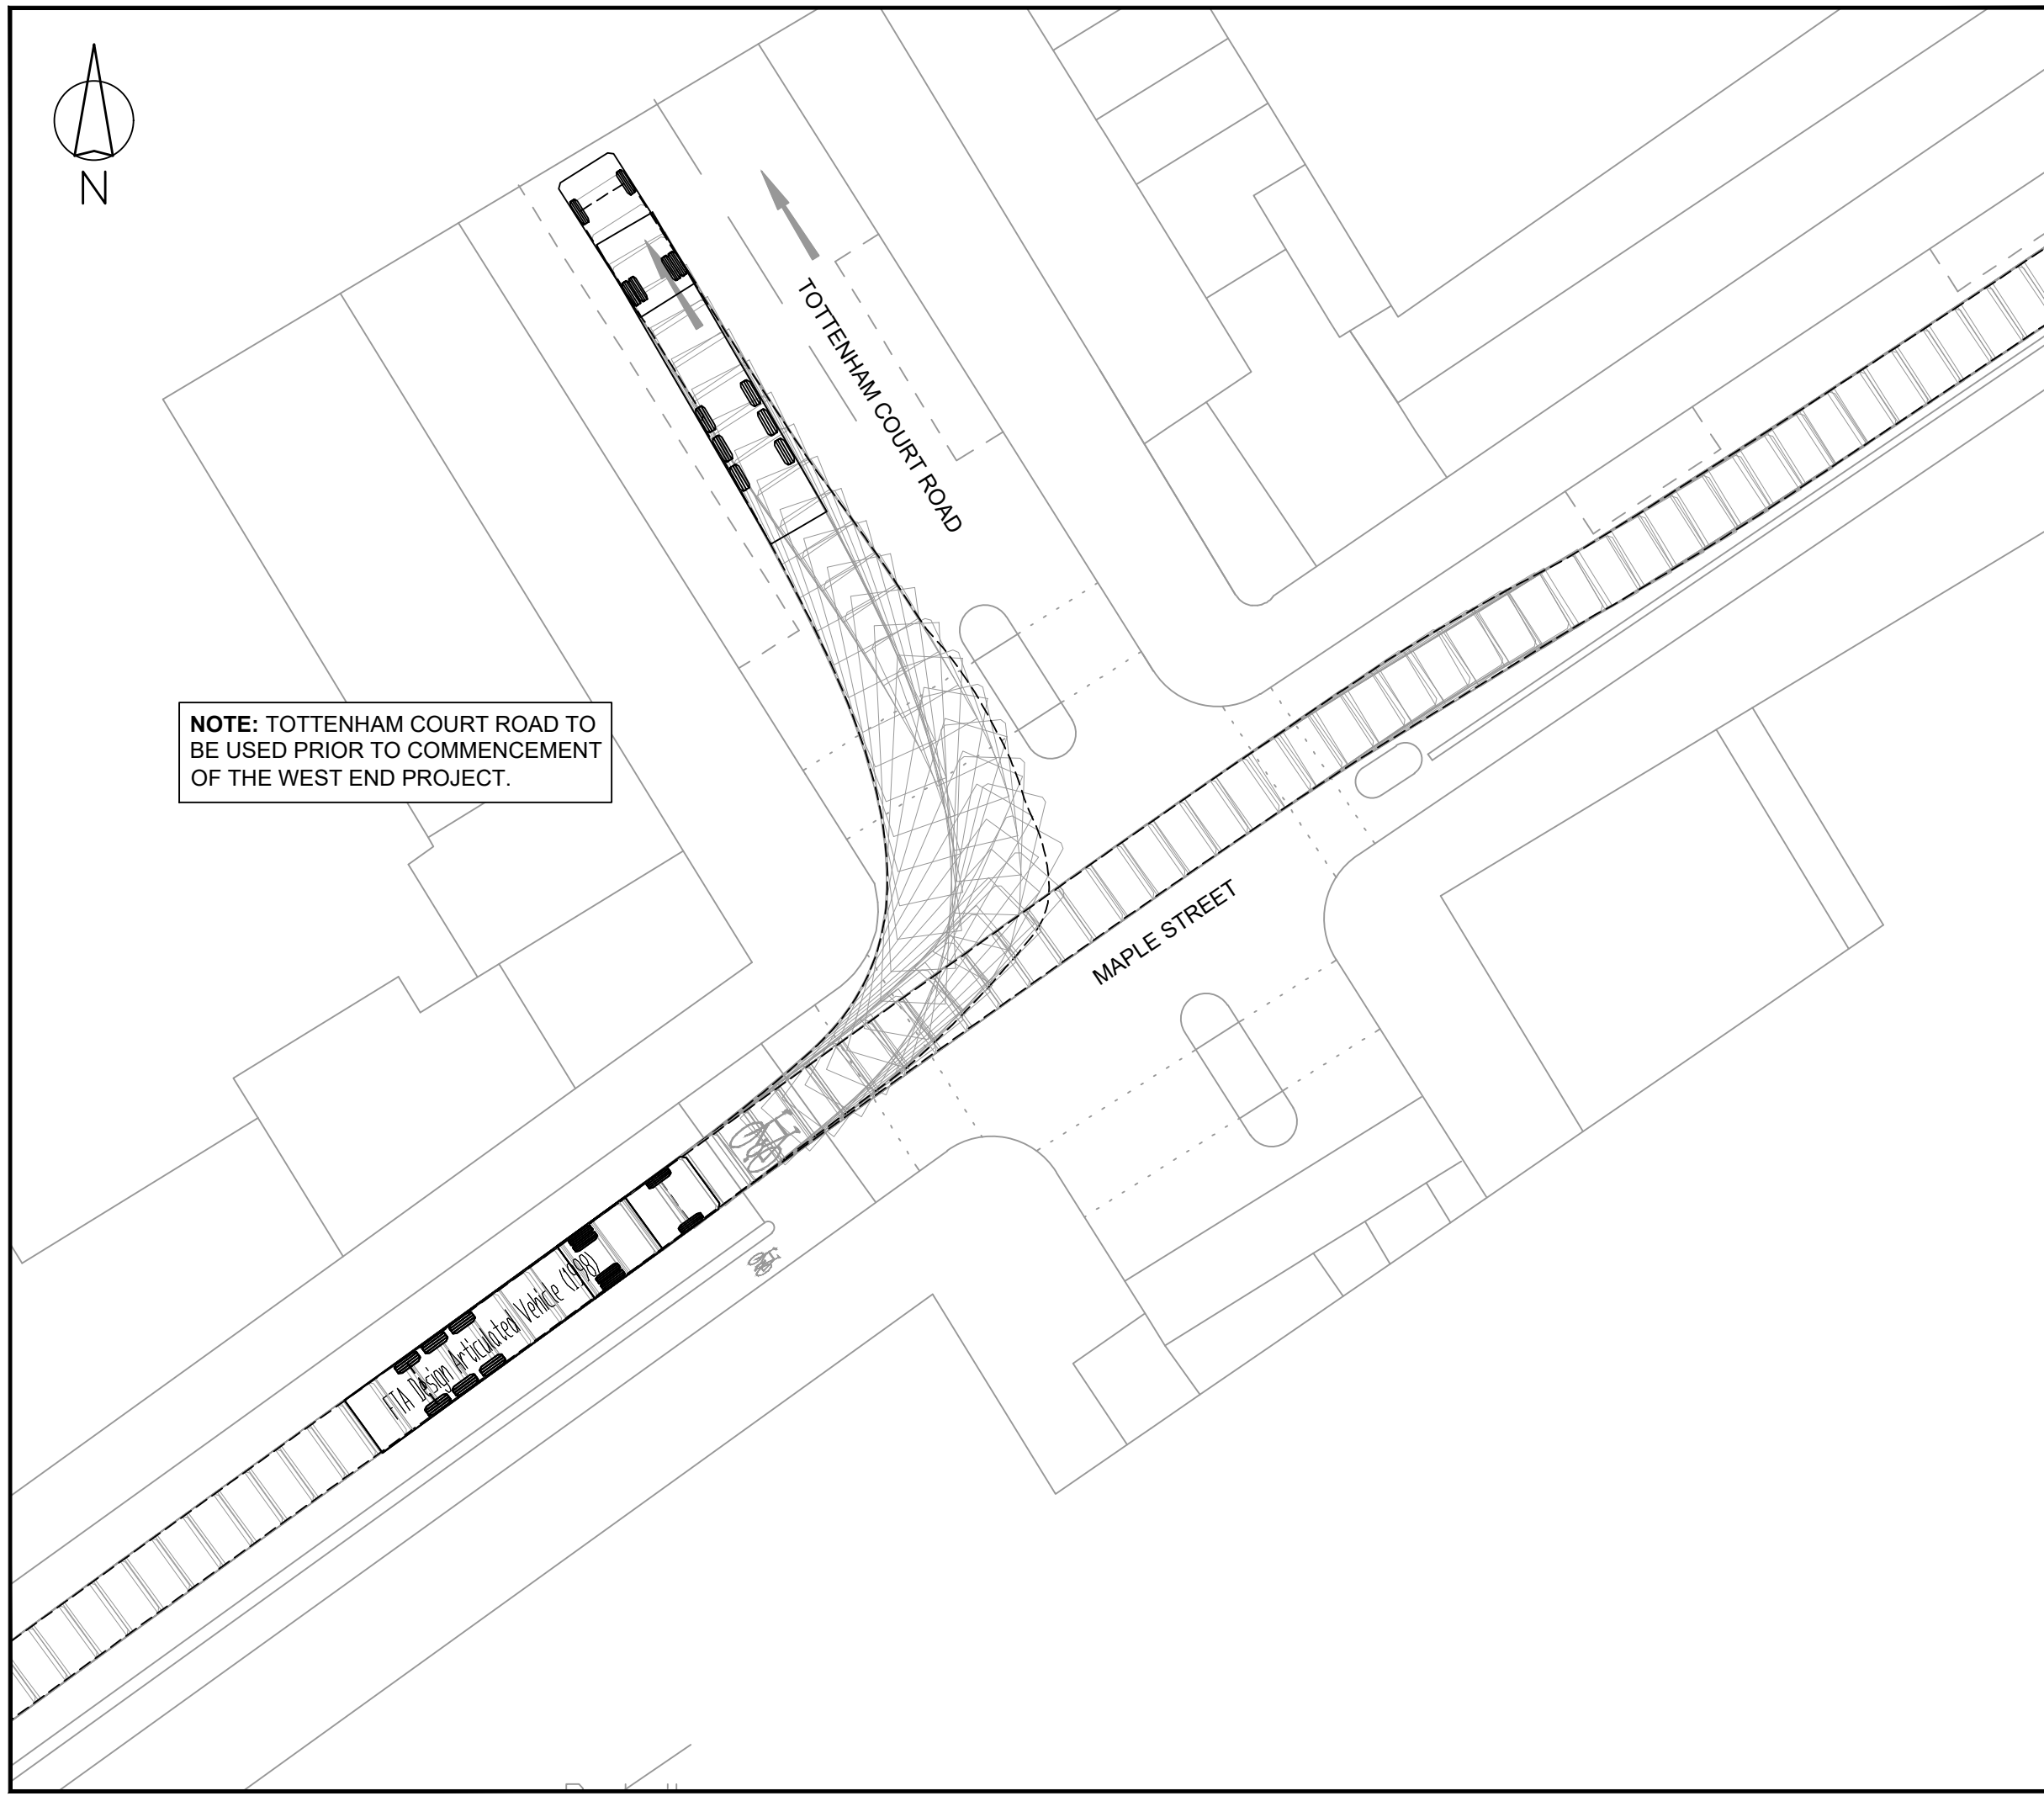 N
TOTTENHAM COURT ROAD
NOTE: TOTTENHAM COURT ROAD TO
BE USED PRIOR TO COMMENCEMENT
OF THE WEST END PROJECT.
MAPLE STREET
FTA Design Articulated Vehicle (1998)